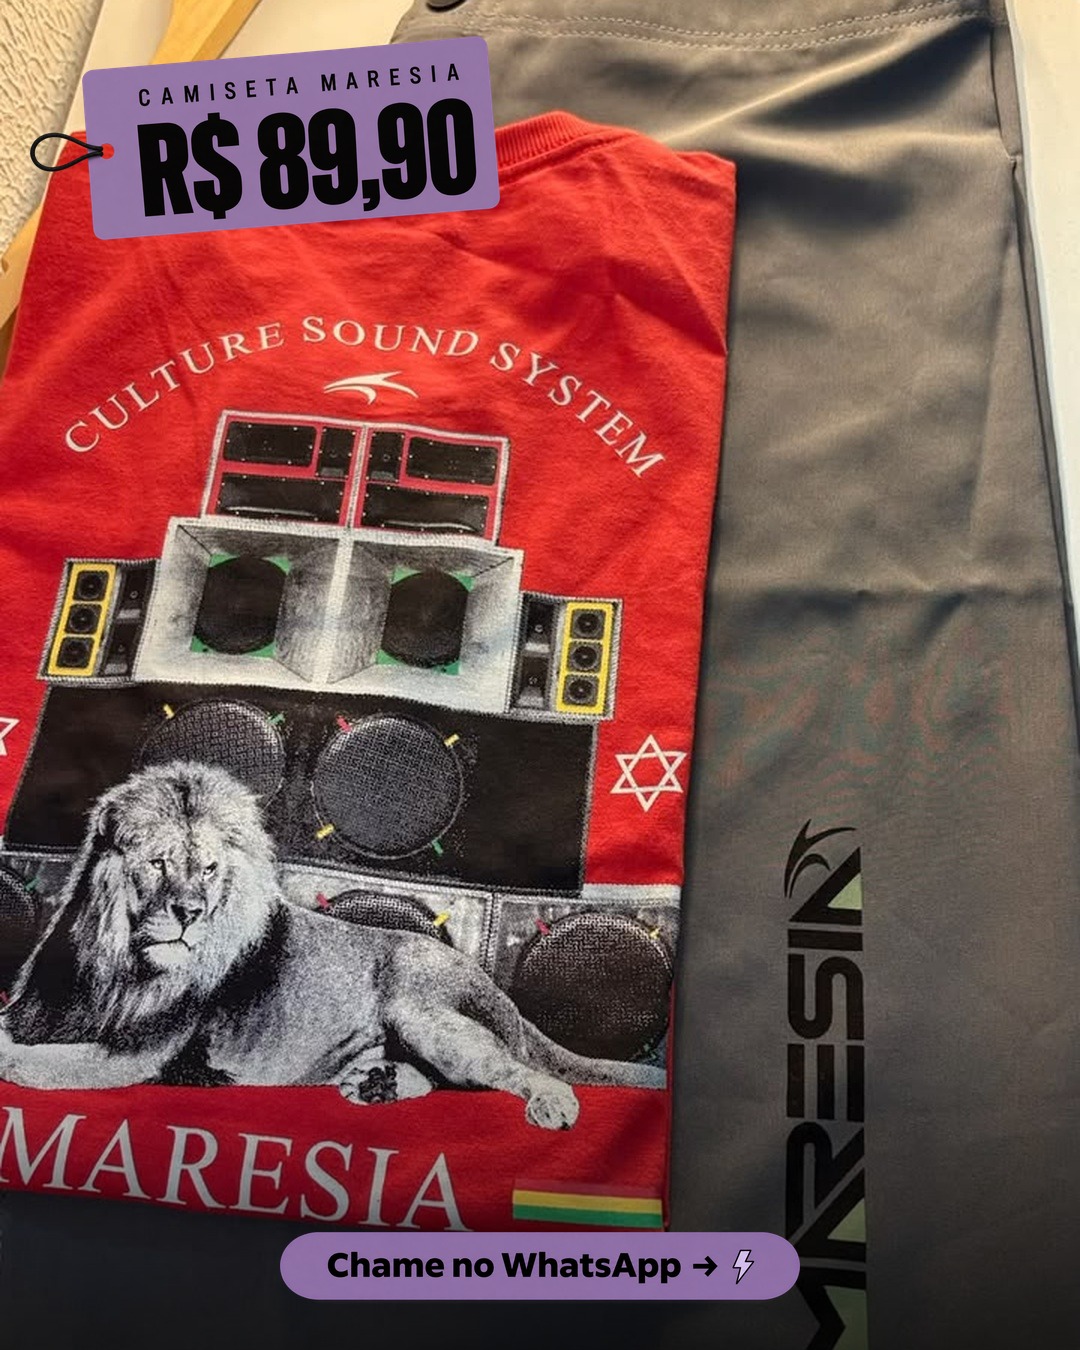 CAMISETA MARESIA
R$ 89,90
CULTURE SOUND SYSTEM
MARESIA
MARESIA
Chame no WhatsApp →